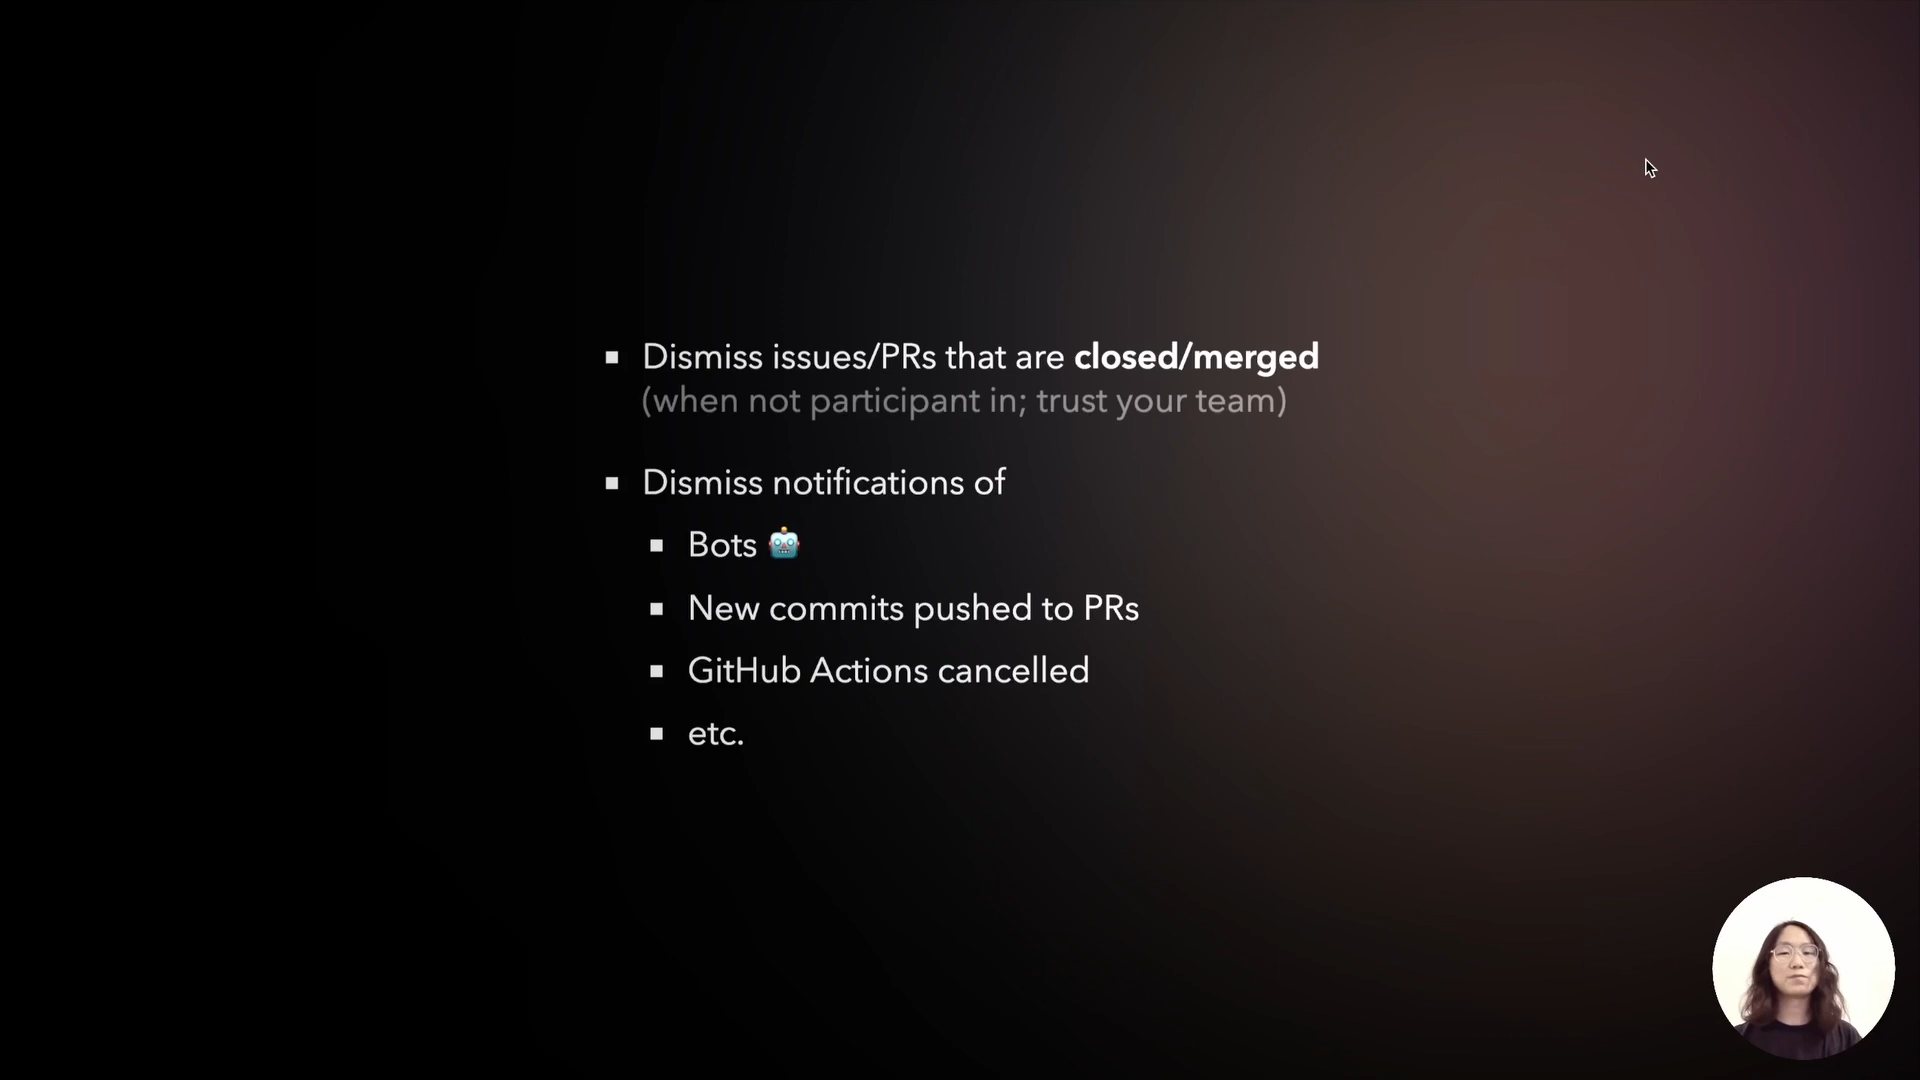 Dismiss issues/PRs that are closed/merged
(when not participant in; trust your team)
Dismiss notifications of
Bots 🤖
New commits pushed to PRs
GitHub Actions cancelled
etc.